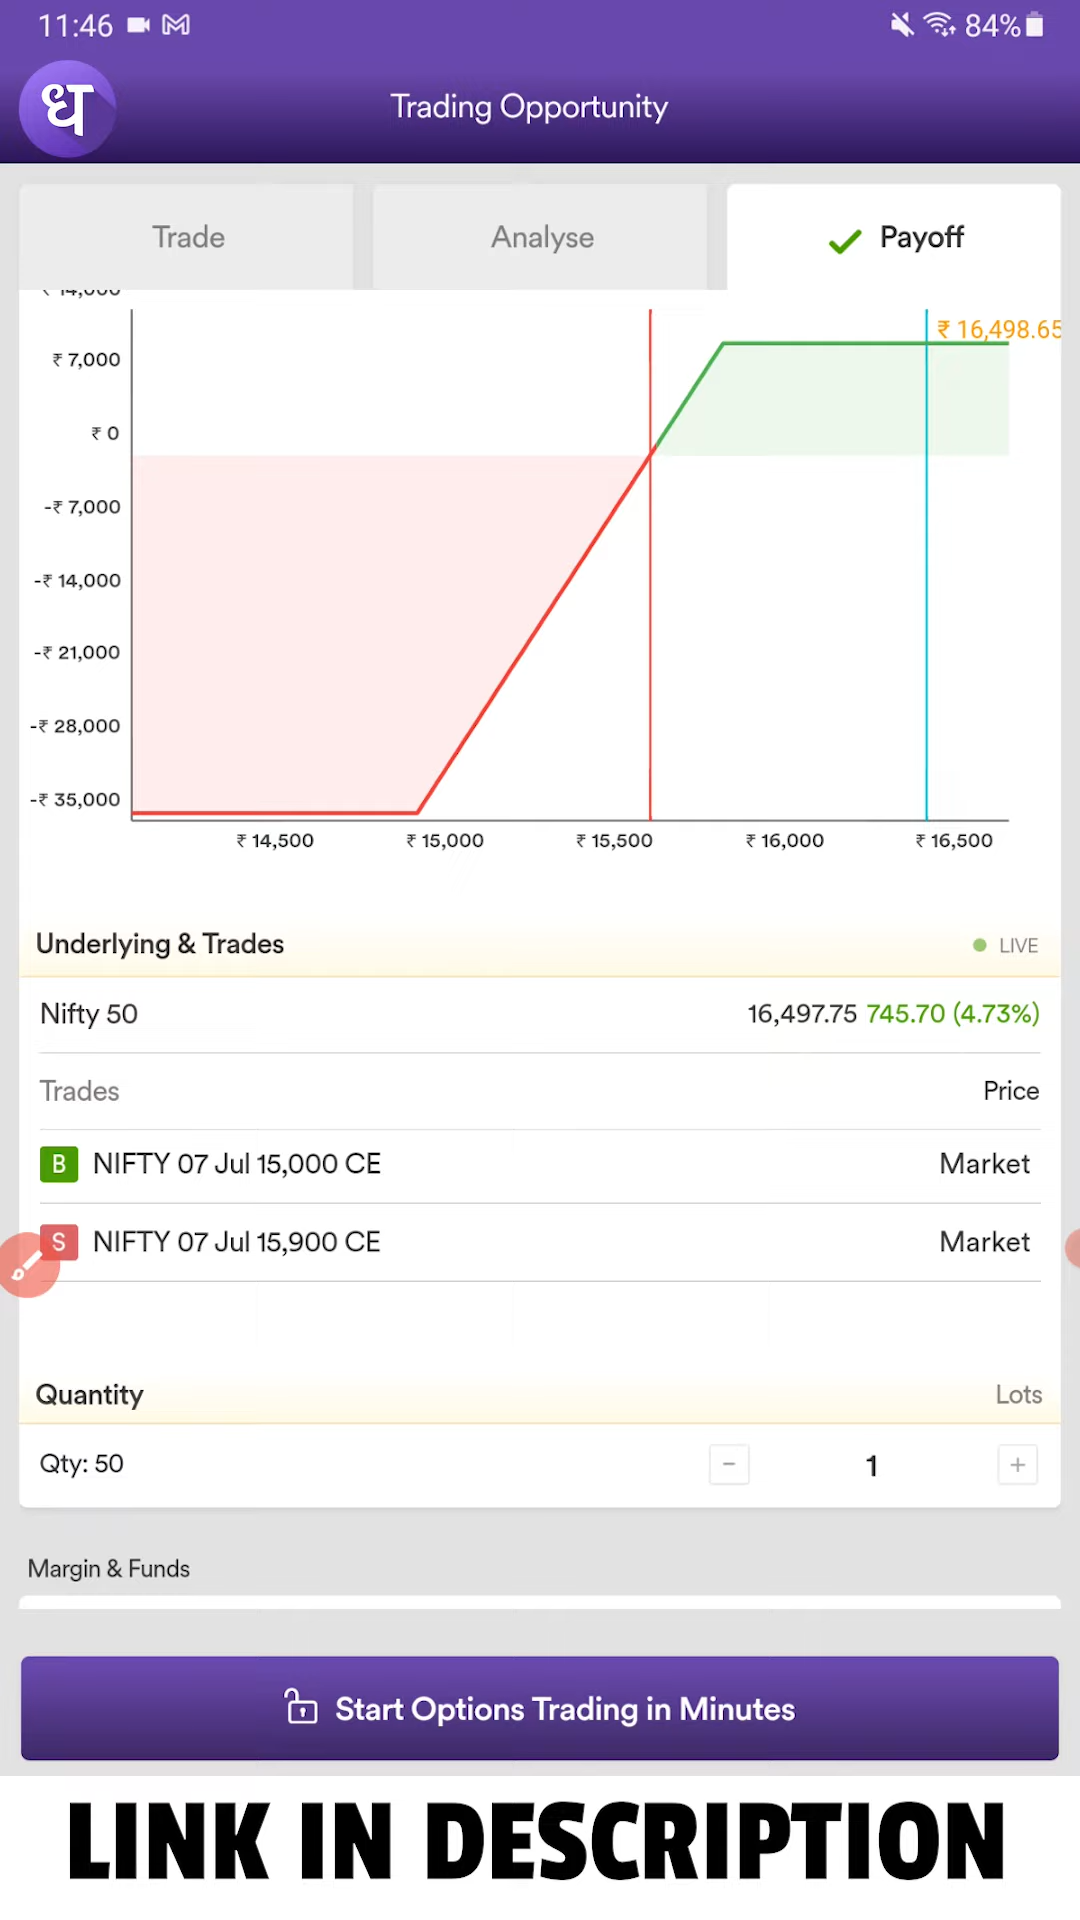 11:46
84%
ध
Trading Opportunity
Trade
Analyse
Payoff
₹ 14,000
₹ 16,498.65
₹ 7,000
₹ 0
-₹ 7,000
-₹ 14,000
-₹ 21,000
-₹ 28,000
-₹ 35,000
₹ 14,500
₹ 15,000
₹ 15,500
₹ 16,000
₹ 16,500
Underlying & Trades
LIVE
Nifty 50
16,497.75 745.70 (4.73%)
Trades
Price
B NIFTY 07 Jul 15,000 CE
Market
S NIFTY 07 Jul 15,900 CE
Market
Quantity
Lots
Qty: 50
- 1 +
Margin & Funds
Start Options Trading in Minutes
LINK IN DESCRIPTION